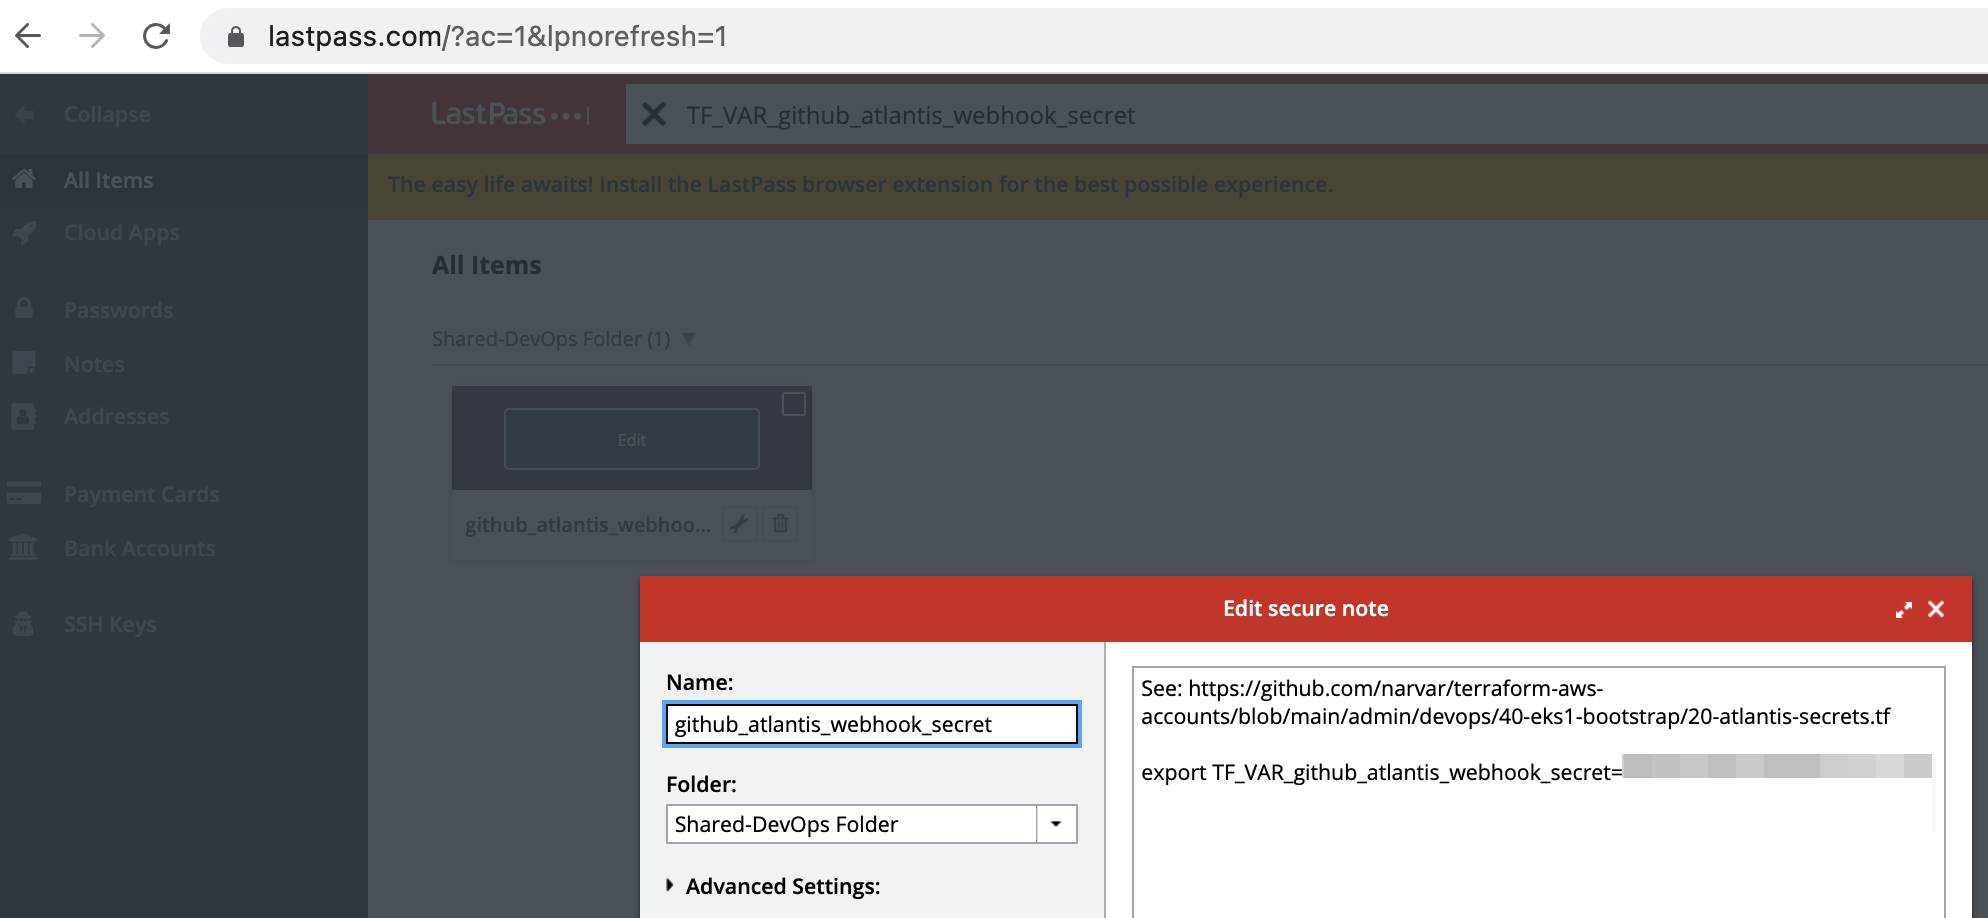 lastpass.com/?ac=1&lpnorefresh=1
Collapse
LastPass
TF_VAR_github_atlantis_webhook_secret
All Items
The easy life awaits! Install the LastPass browser extension for the best possible experience.
Cloud Apps
All Items
Passwords
Shared-DevOps Folder (1)
Notes
Addresses
Edit
Payment Cards
github_atlantis_webhoo...
Bank Accounts
SSH Keys
Edit secure note
Name:
github_atlantis_webhook_secret
Folder:
Shared-DevOps Folder
Advanced Settings:
See: https://github.com/narvar/terraform-aws-
accounts/blob/main/admin/devops/40-eks1-bootstrap/20-atlantis-secrets.tf
export TF_VAR_github_atlantis_webhook_secret=